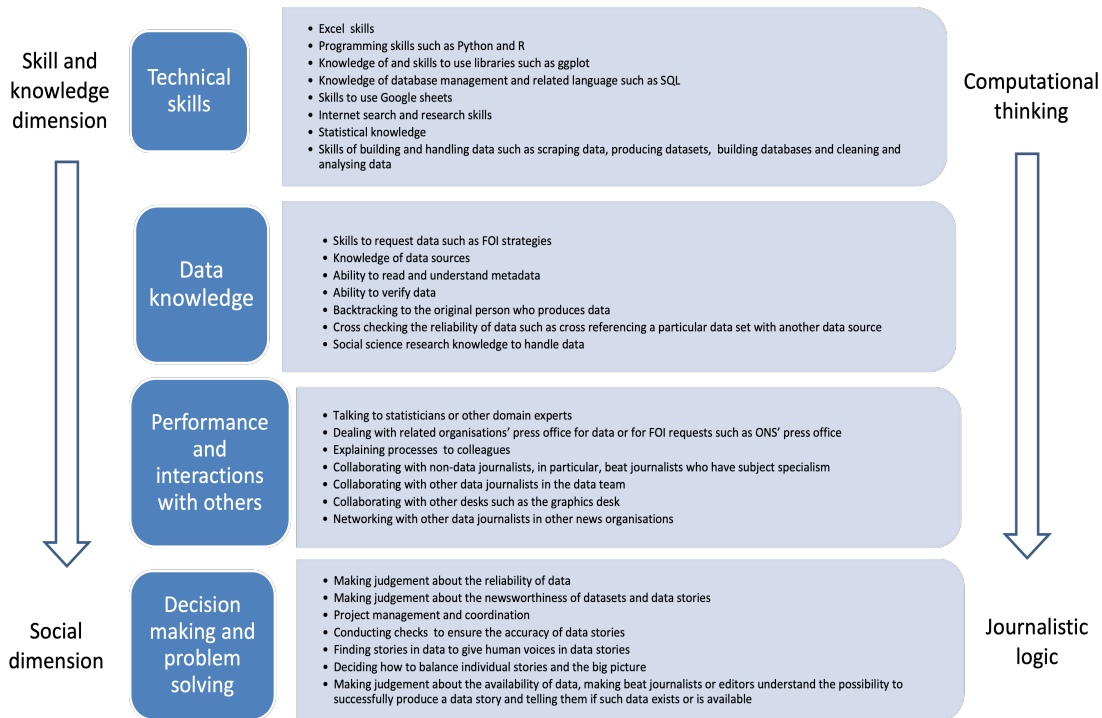 Skill and
knowledge
dimension
Technical
skills
• Excel skills
• Programming skills such as Python and R
• Knowledge of and skills to use libraries such as ggplot
• Knowledge of database management and related language such as SQL
• Skills to use Google sheets
• Internet search and research skills
• Statistical knowledge
• Skills of building and handling data such as scraping data, producing datasets, building databases and cleaning and
analysing data
Computational
thinking
Data
knowledge
• Skills to request data such as FOI strategies
• Knowledge of data sources
• Ability to read and understand metadata
• Ability to verify data
• Backtracking to the original person who produces data
• Cross checking the reliability of data such as cross referencing a particular data set with another data source
• Social science research knowledge to handle data
Performance
and
interactions
with others
• Talking to statisticians or other domain experts
• Dealing with related organisations' press office for data or for FOI requests such as ONS' press office
• Explaining processes to colleagues
• Collaborating with non-data journalists, in particular, beat journalists who have subject specialism
• Collaborating with other data journalists in the data team
• Collaborating with other desks such as the graphics desk
• Networking with other data journalists in other news organisations
Social
dimension
Decision
making and
problem
solving
• Making judgement about the reliability of data
• Making judgement about the newsworthiness of datasets and data stories
• Project management and coordination
• Conducting checks to ensure the accuracy of data stories
• Finding stories in data to give human voices in data stories
• Deciding how to balance individual stories and the big picture
• Making judgement about the availability of data, making beat journalists or editors understand the possibility to
successfully produce a data story and telling them if such data exists or is available
Journalistic
logic